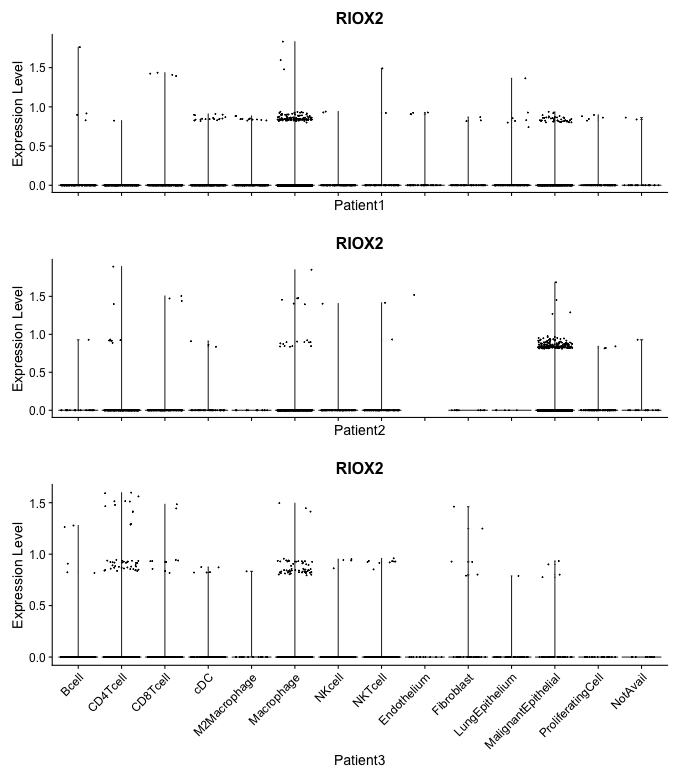 RIOX2
Expression Level
1.5
1.0
0.5
0.0
Patient1
RIOX2
Expression Level
1.5
1.0
0.5
0.0
Patient2
RIOX2
Expression Level
1.5
1.0
0.5
0.0
Bcell
CD4Tcell
CD8Tcell
cDC
M2Macrophage
Macrophage
NKcell
NKTcell
Endothelium
Fibroblast
LungEpithelium
MalignantEpithelial
ProliferatingCell
NotAvail
Patient3